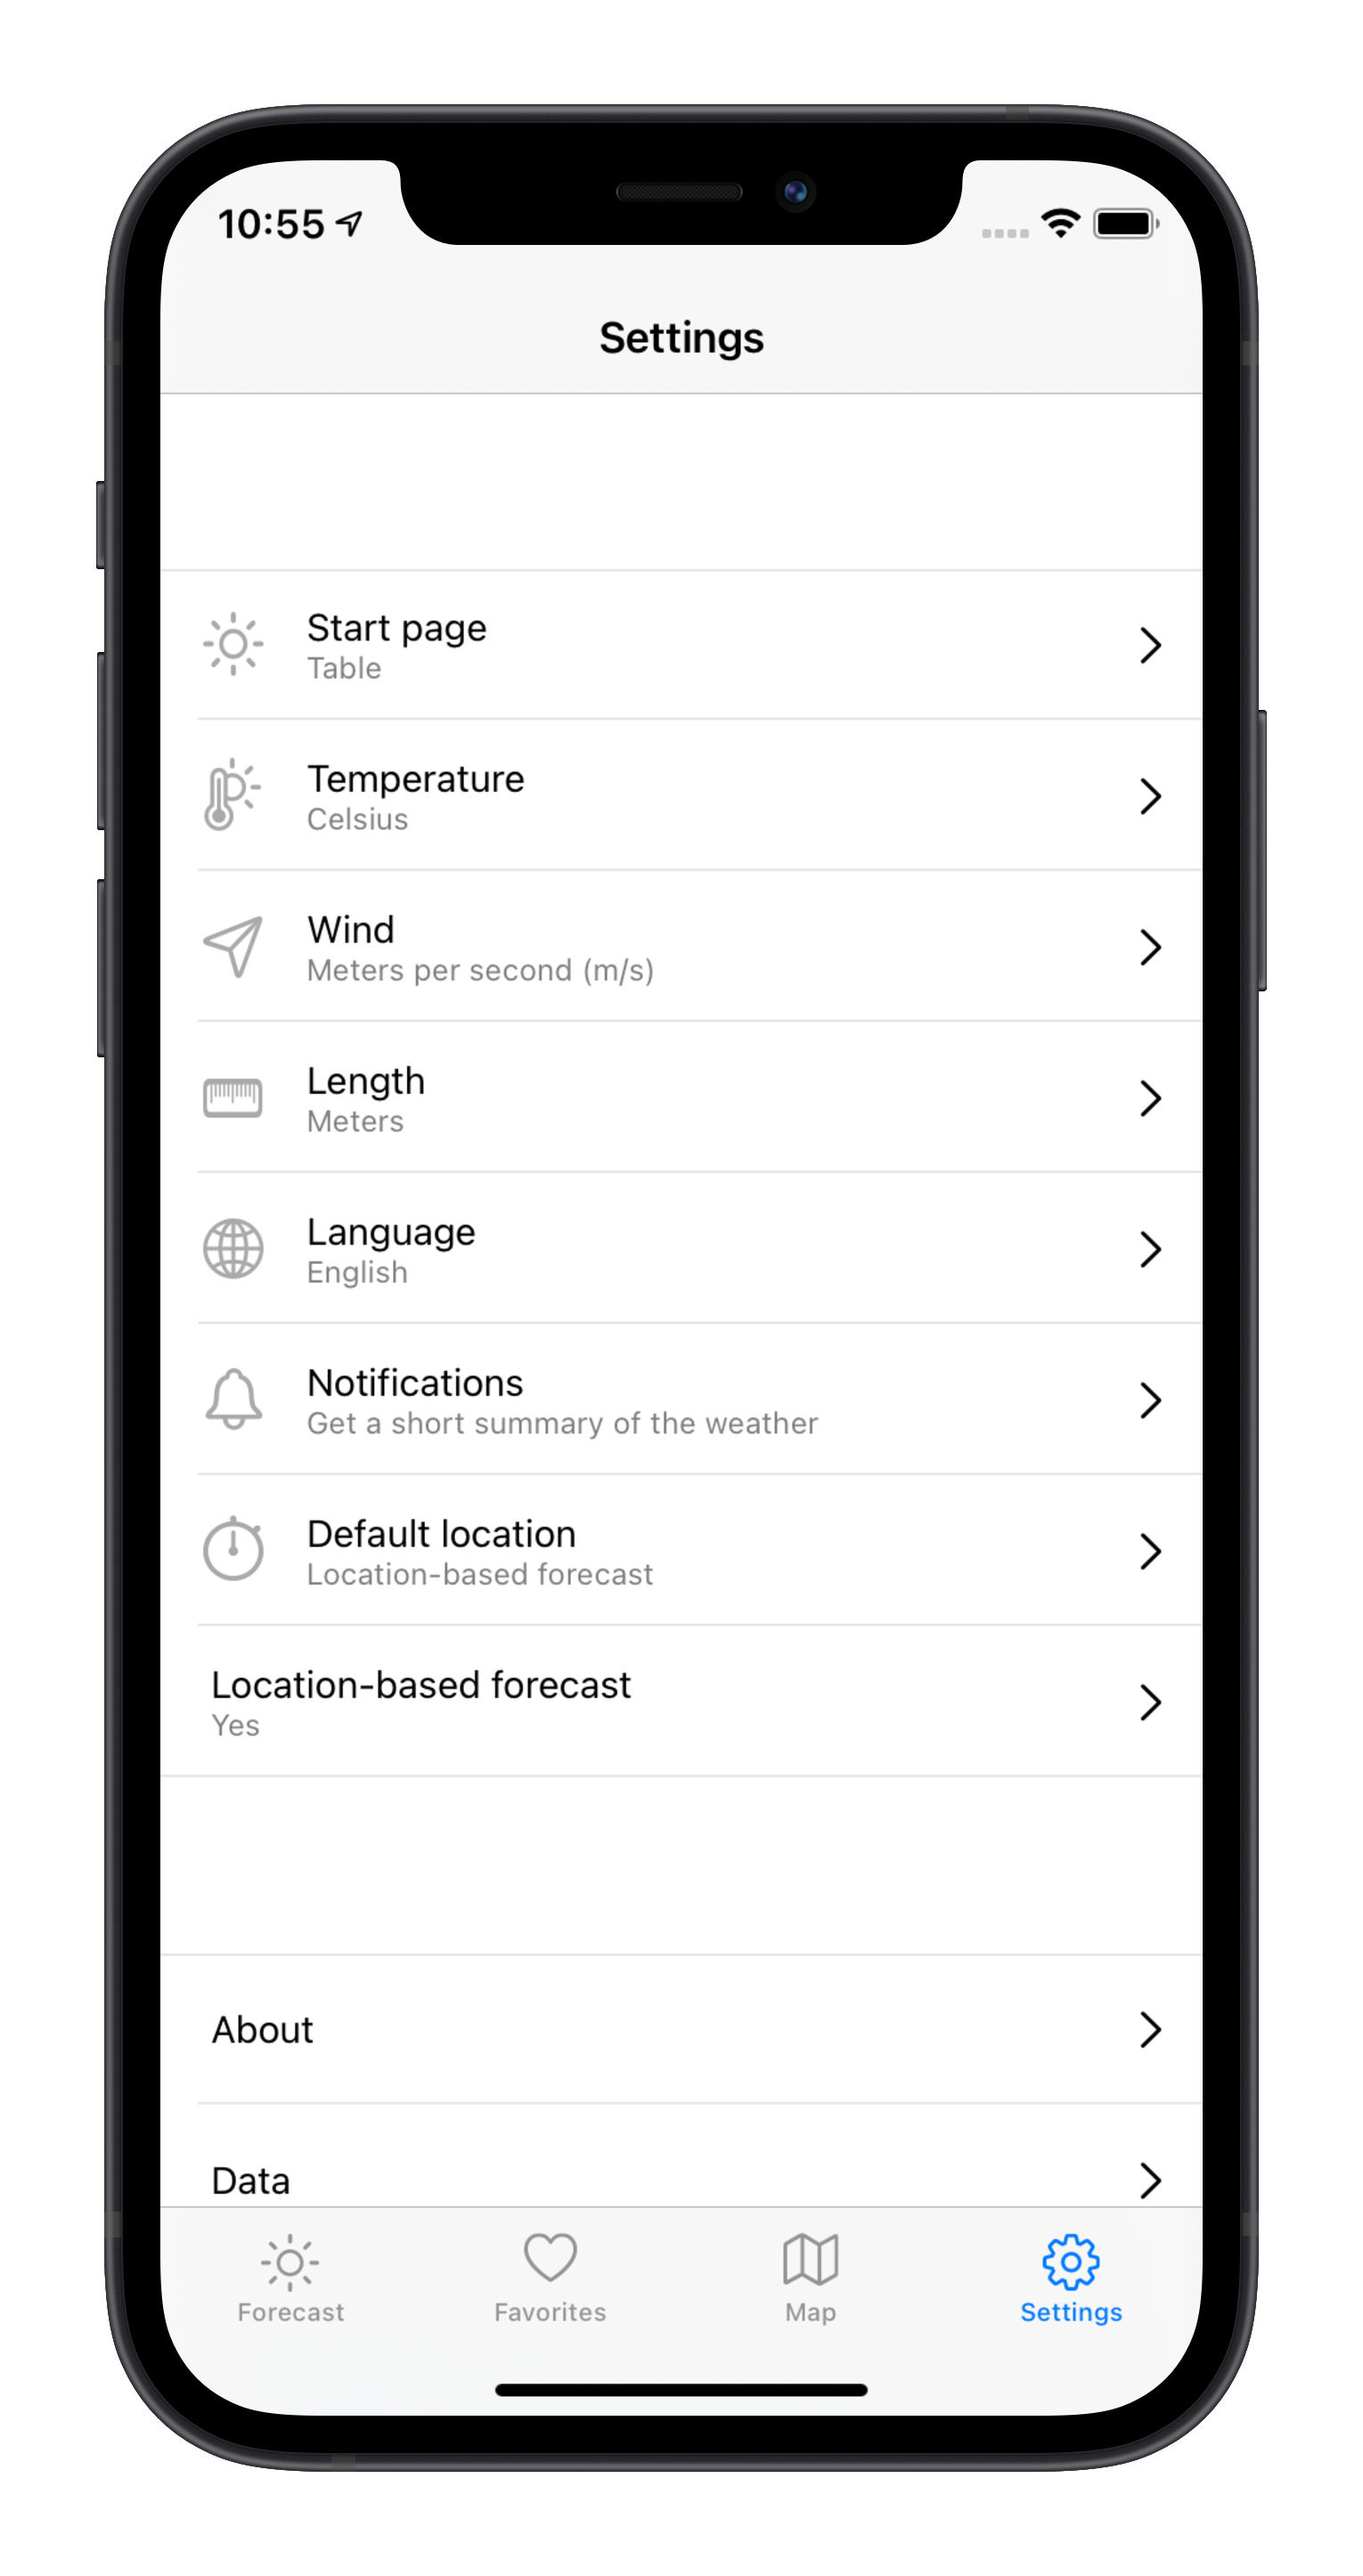 10:55
Settings
Start page
Table
Temperature
Celsius
Wind
Meters per second (m/s)
Length
Meters
Language
English
Notifications
Get a short summary of the weather
Default location
Location-based forecast
Location-based forecast
Yes
About
Data
Forecast
Favorites
Map
Settings